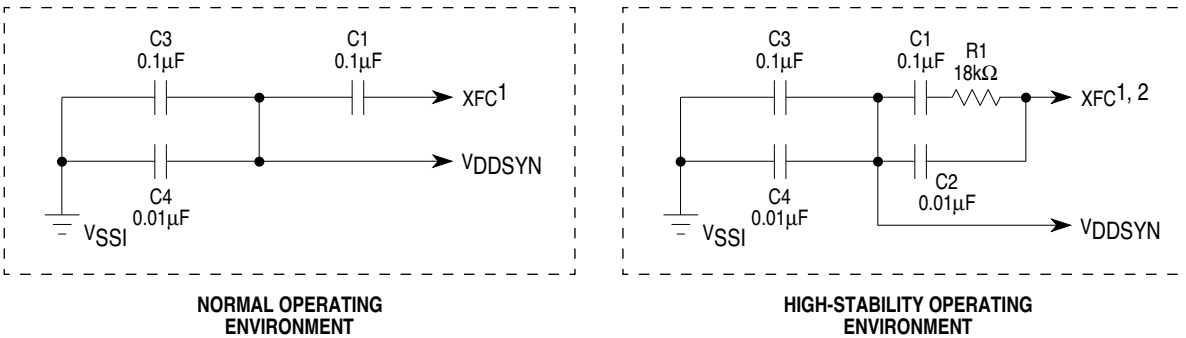 C3
0.1μF
C1
0.1μF
XFC1
VDDSYN
C4
0.01μF
VSSI
NORMAL OPERATING
ENVIRONMENT
C3
0.1μF
C1
0.1μF
R1
18kΩ
XFC1, 2
C4
0.01μF
C2
0.01μF
VSSI
VDDSYN
HIGH-STABILITY OPERATING
ENVIRONMENT